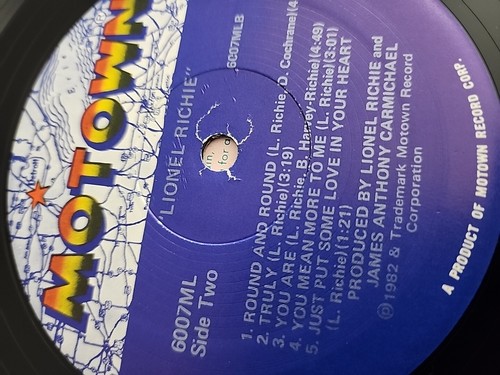 MOTOWN
"LIONEL RICHIE"
6007ML
Side Two
6007MLB
1. ROUND AND ROUND (L. Richie, D. Cochrane)(4
2. TRULY (L. Richie)(3:19)
3. YOU ARE (L. Richie, B. Harvey-Richie)(4:49)
4. YOU MEAN MORE TO ME (L. Richie)(3:01)
5. JUST PUT SOME LOVE IN YOUR HEART
(L. Richie)(1:21)
PRODUCED BY LIONEL RICHIE and
JAMES ANTHONY CARMICHAEL
℗1982 & Trademark Motown Record
Corporation
A PRODUCT OF MOTOWN RECORD CORP.